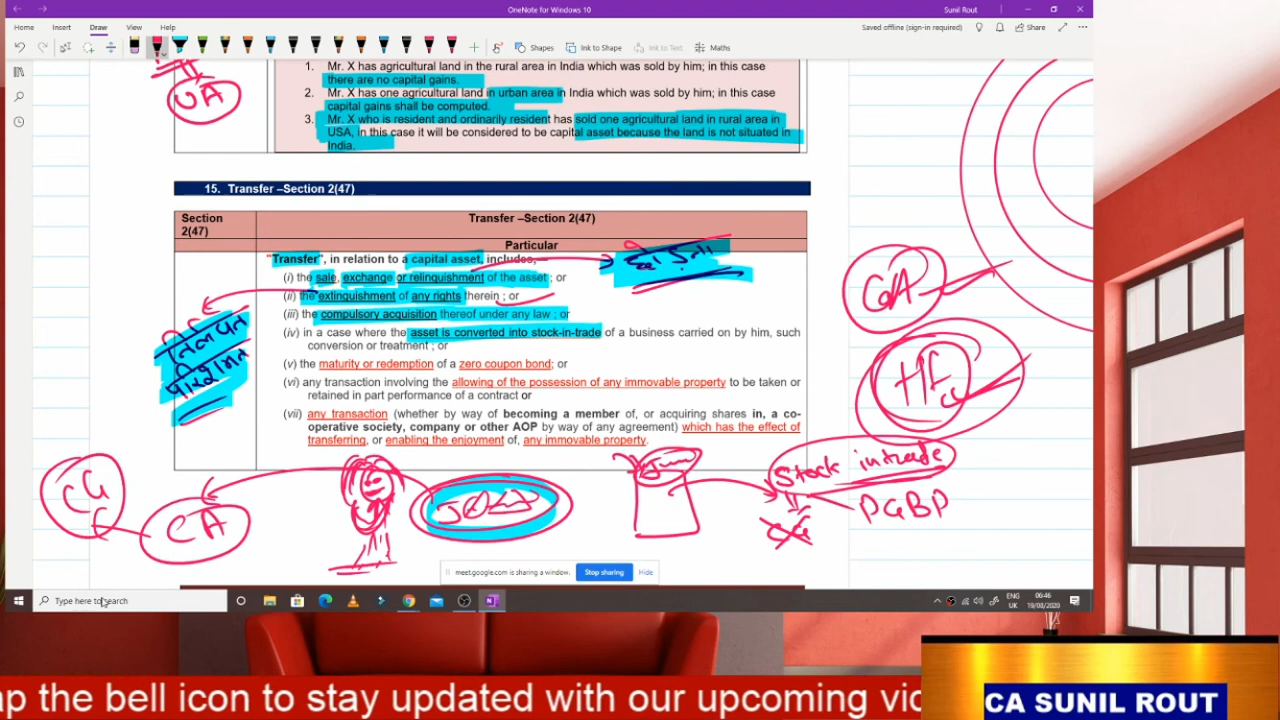 OneNote for Windows 10
Sunil Rout
Home Insert Draw View Help
Saved offline (sign-in required)
Share
Shapes
Ink to Shape
Ink to Text
Maths
1. Mr. X has agricultural land in the rural area in India which was sold by him; in this case
there are no capital gains.
2. Mr. X has one agricultural land in urban area in India which was sold by him; in this case
capital gains shall be computed.
3. Mr. X who is resident and ordinarily resident has sold one agricultural land in rural area in
USA, in this case it will be considered to be capital asset because the land is not situated in
India.
UA
15. Transfer –Section 2(47)
Section
2(47)
Transfer –Section 2(47)
Particular
"Transfer", in relation to a capital asset, includes,—
(i) the sale, exchange or relinquishment of the asset ; or
(ii) the extinguishment of any rights therein ; or
(iii) the compulsory acquisition thereof under any law ; or
(iv) in a case where the asset is converted into stock-in-trade of a business carried on by him, such
conversion or treatment ; or
(v) the maturity or redemption of a zero coupon bond; or
(vi) any transaction involving the allowing of the possession of any immovable property to be taken or
retained in part performance of a contract or
(vii) any transaction (whether by way of becoming a member of, or acquiring shares in, a co-
operative society, company or other AOP by way of any agreement) which has the effect of
transferring, or enabling the enjoyment of, any immovable property.
Stock in trade
PGBP
CG
CA
meet.google.com is sharing a window.
Stop sharing
Hide
Type here to search
ENG
UK
06:46
19/08/2020
ap the bell icon to stay updated with our upcoming vid
CA SUNIL ROUT